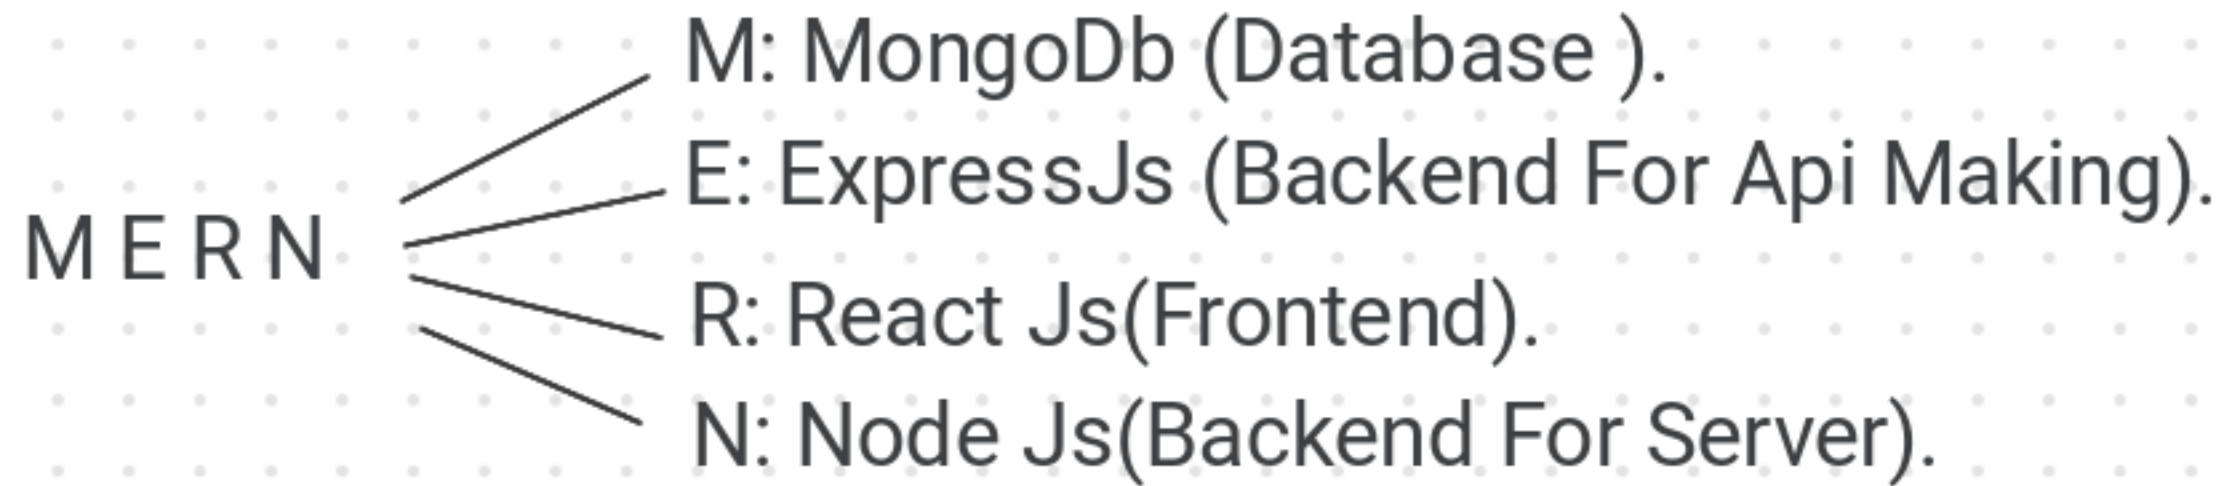 M: MongoDb (Database ).
E: ExpressJs (Backend For Api Making).
M E R N
R: React Js(Frontend).
N: Node Js(Backend For Server).